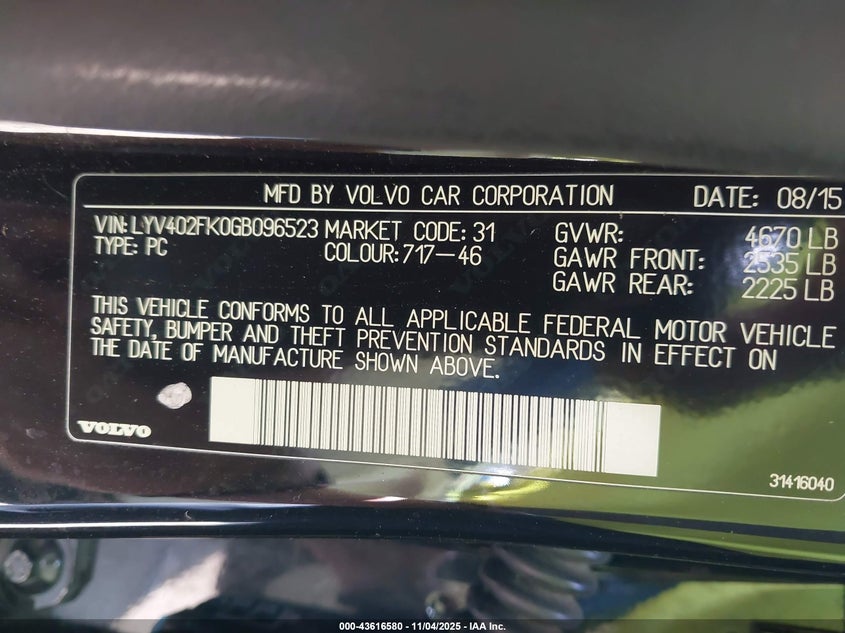 MFD BY VOLVO CAR CORPORATION DATE: 08/15
VIN: LYV402FK0GB096523 MARKET CODE: 31 GVWR: 4670 LB
TYPE: PC COLOUR: 717-46 GAWR FRONT: 2535 LB
GAWR REAR: 2225 LB
THIS VEHICLE CONFORMS TO ALL APPLICABLE FEDERAL MOTOR VEHICLE
SAFETY, BUMPER AND THEFT PREVENTION STANDARDS IN EFFECT ON
THE DATE OF MANUFACTURE SHOWN ABOVE.
VOLVO
31416040
000-43616580 - 11/04/2025 - IAA Inc.